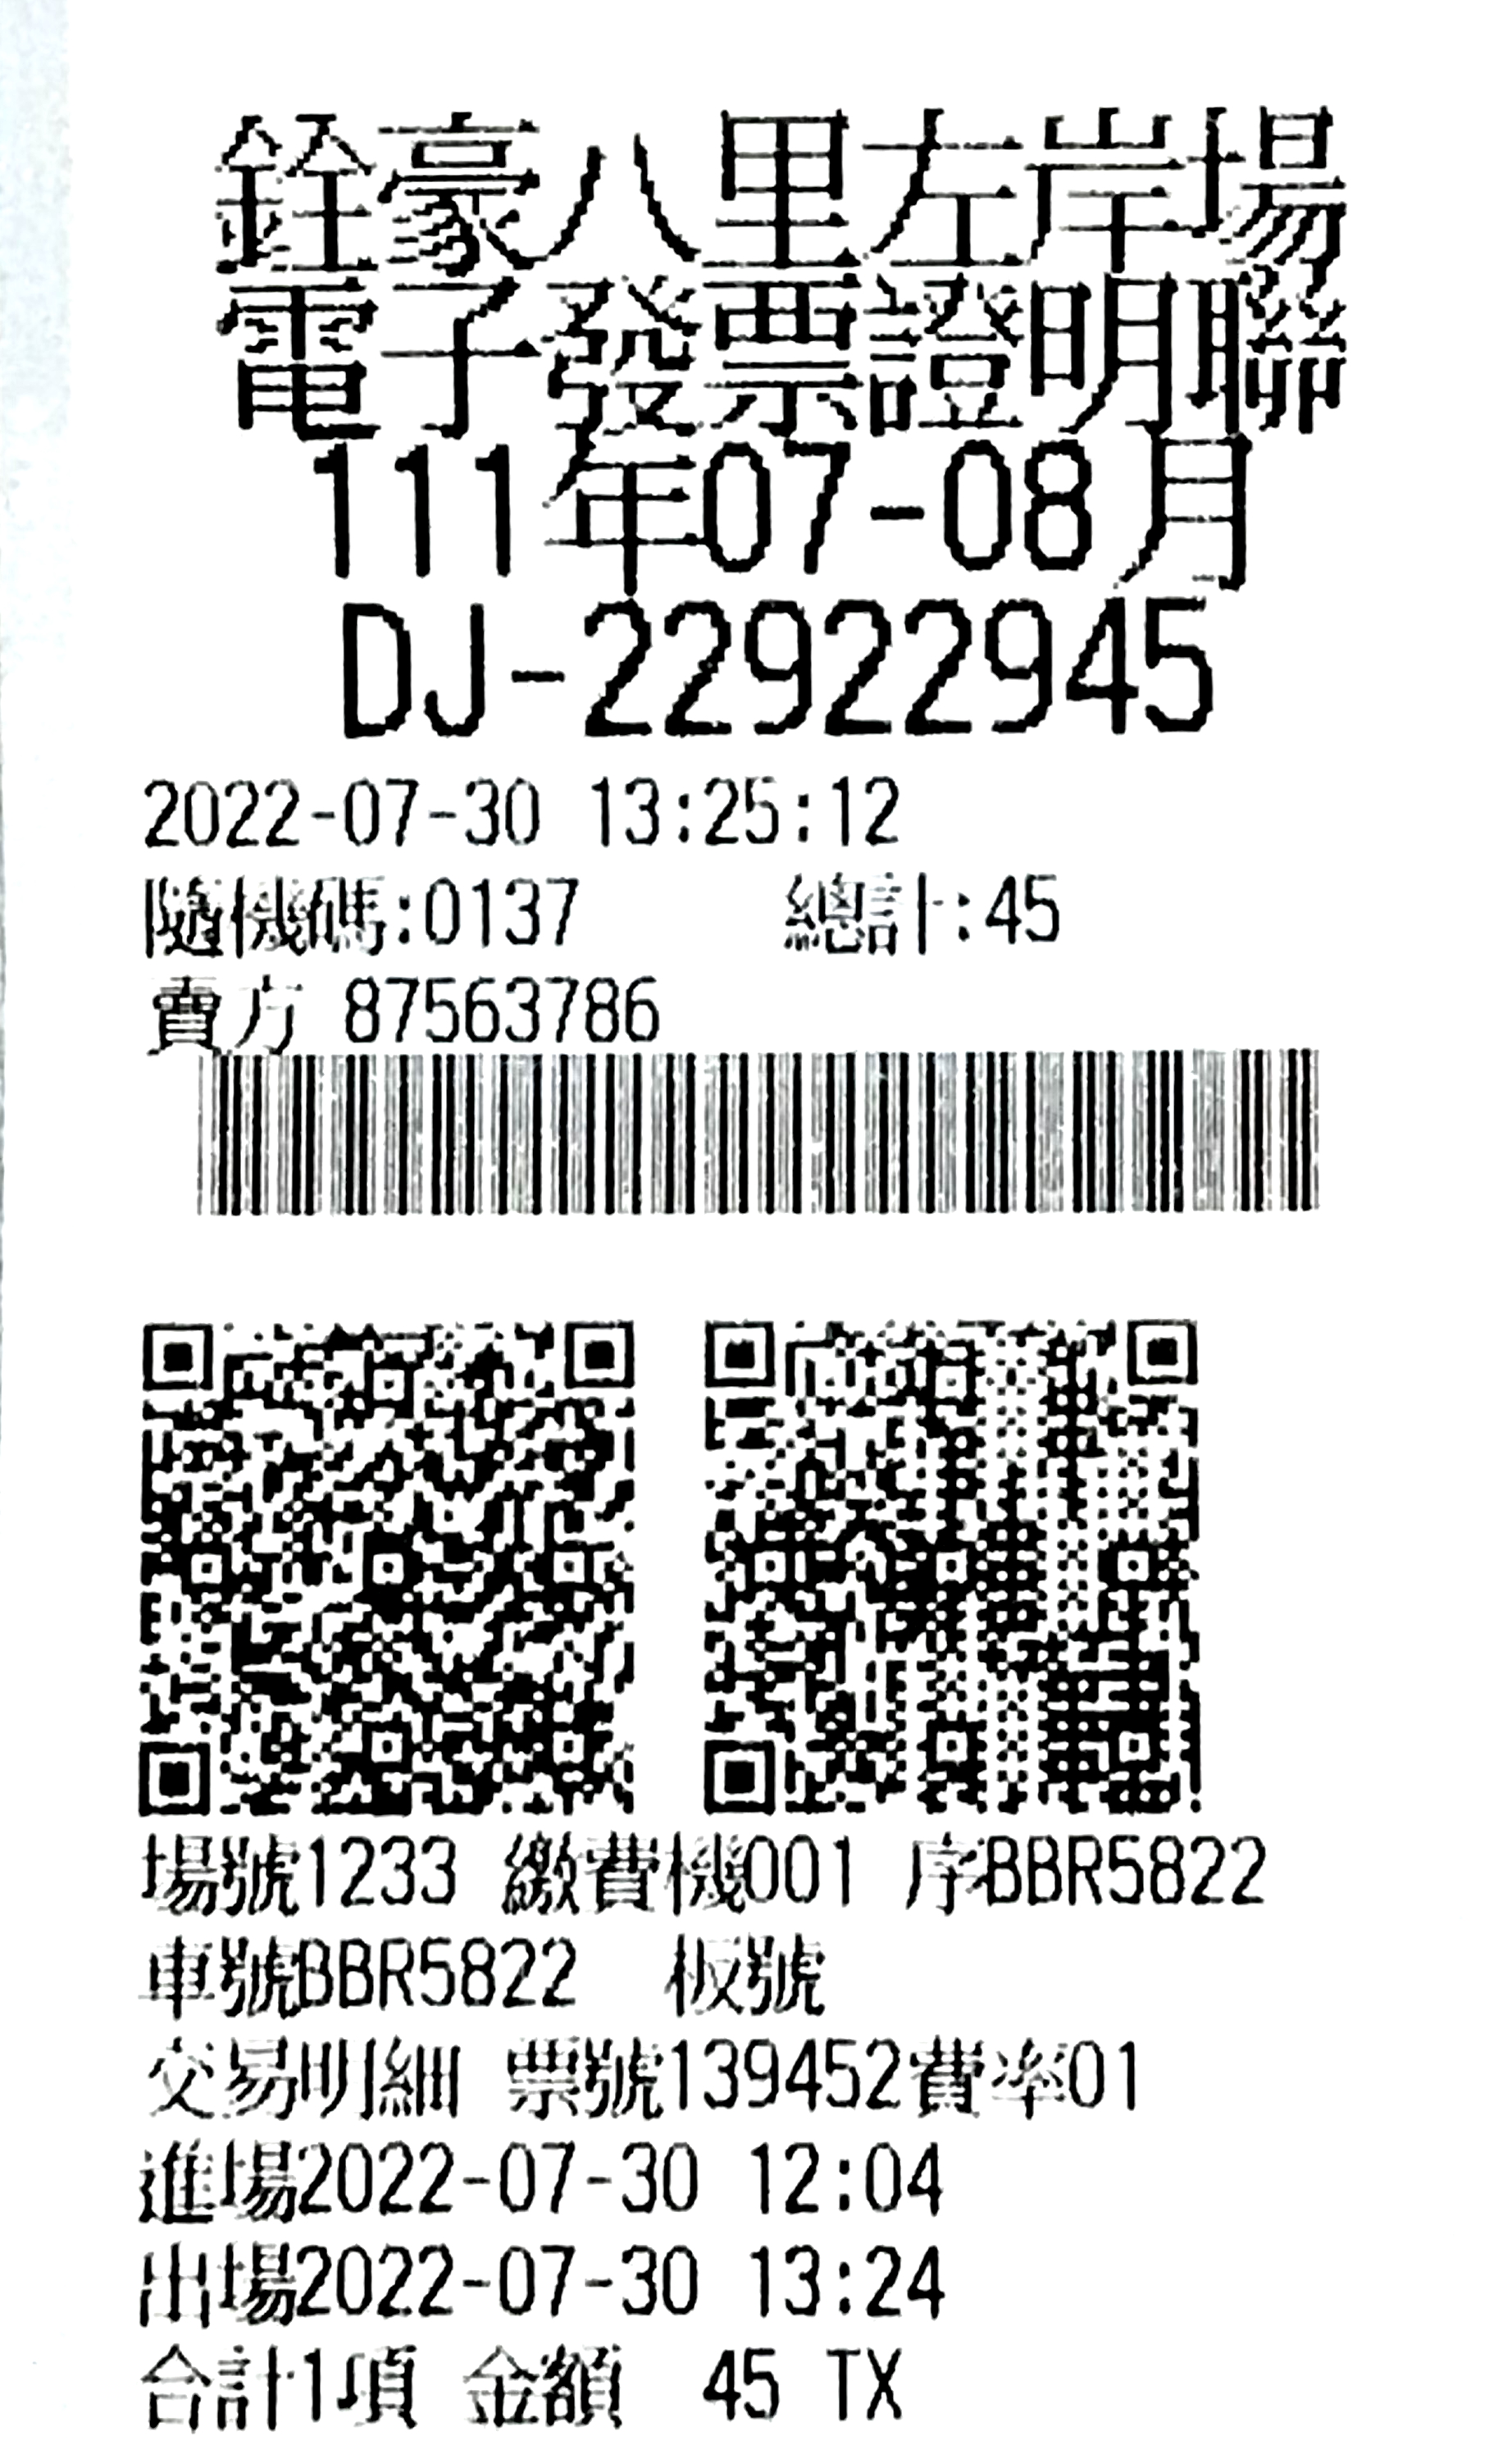 銓豪八里左岸場
電子發票證明聯
111年07-08月
DJ-22922945
2022-07-30 13:25:12
隨機碼:0137 總計:45
賣方 87563786
場號1233 繳費機001 序BBR5822
車號BBR5822 板號
交易明細 票號139452費率01
進場2022-07-30 12:04
出場2022-07-30 13:24
合計1項 金額 45 TX